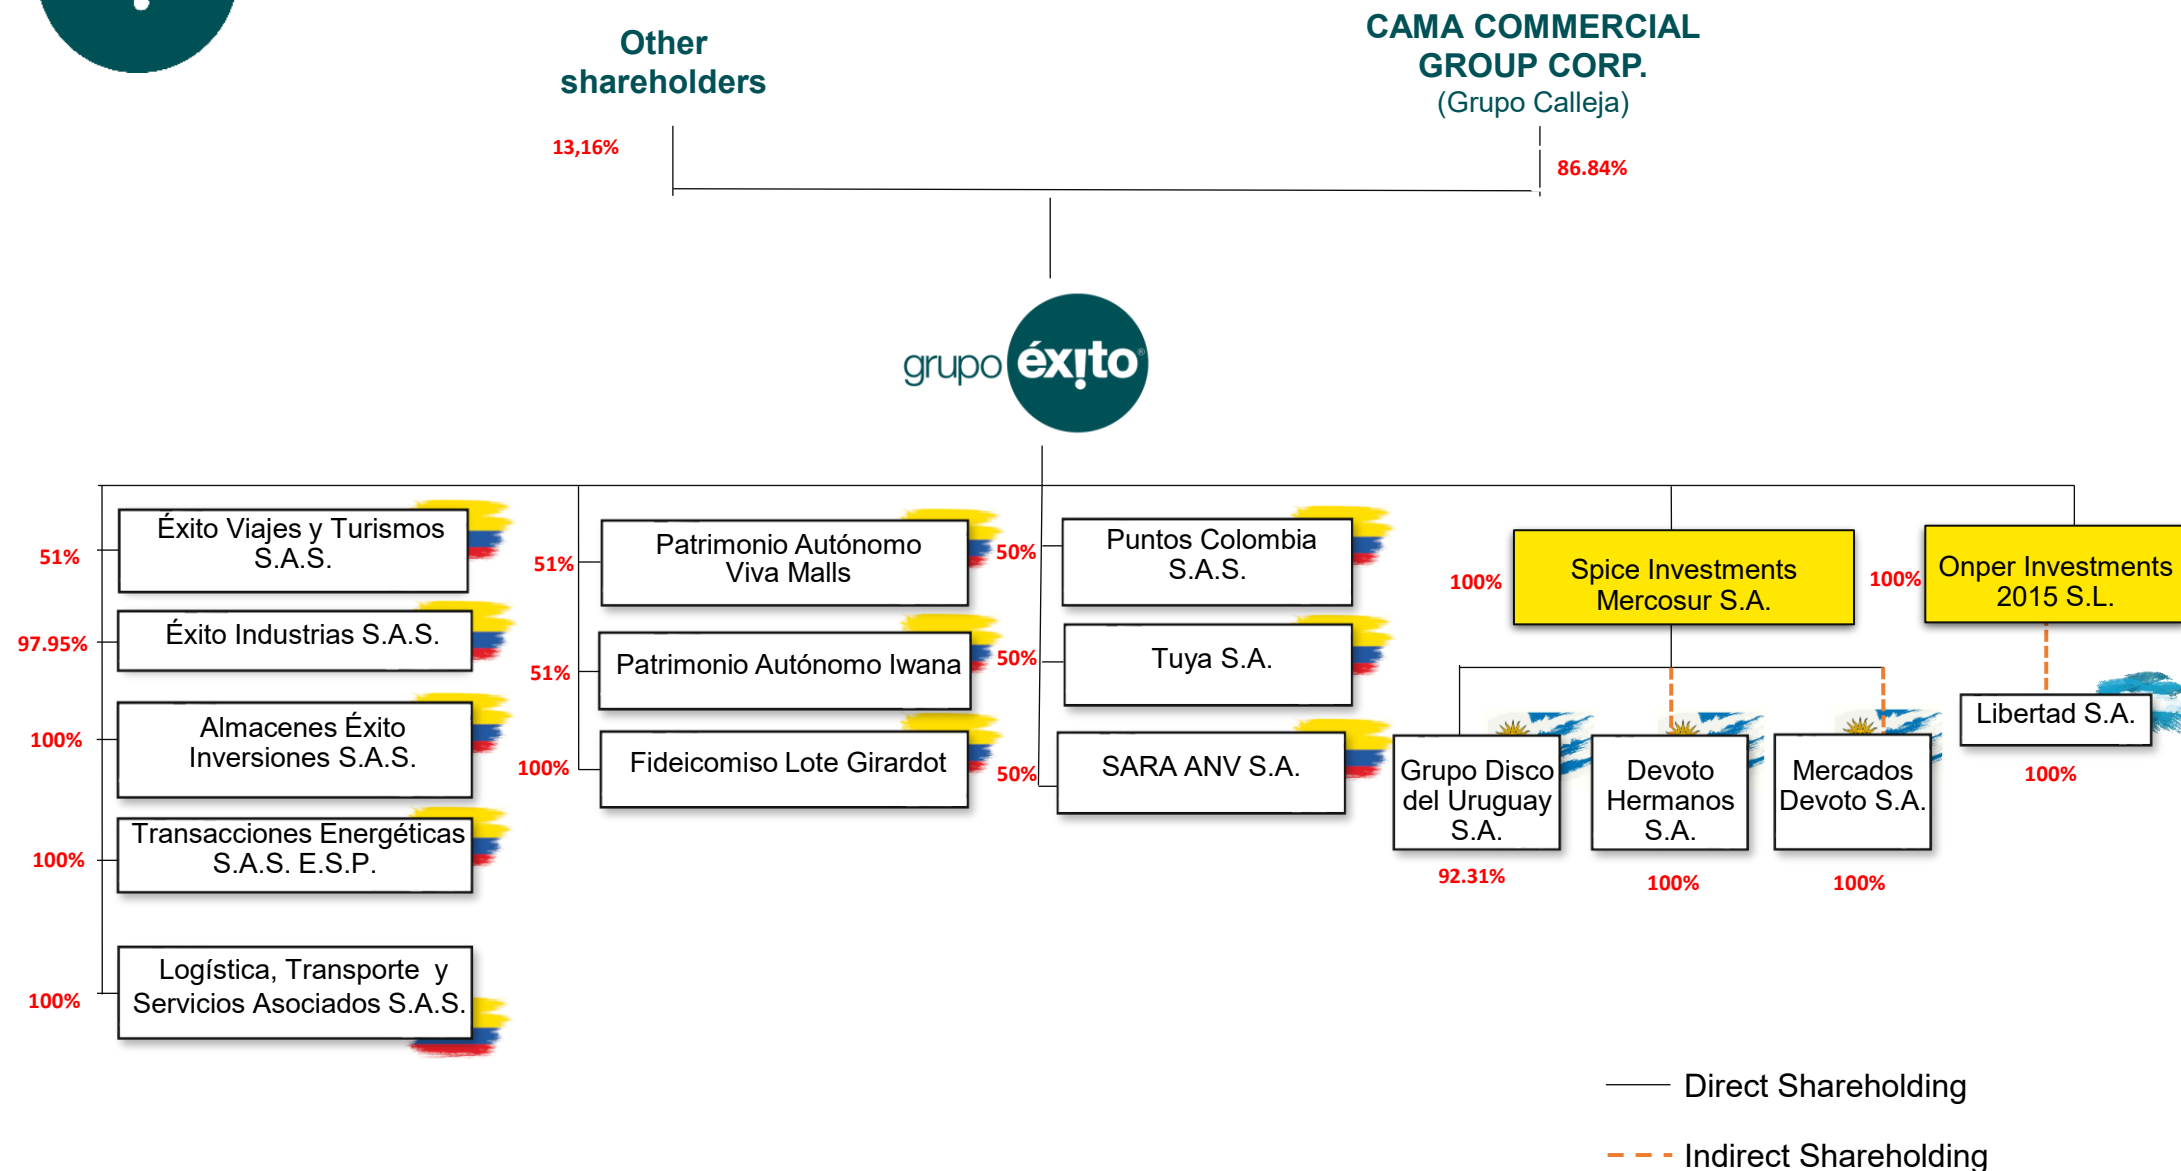 Other
shareholders
CAMA COMMERCIAL
GROUP CORP.
(Grupo Calleja)
13,16%
86.84%
grupo éxito®
51%
Éxito Viajes y Turismos
S.A.S.
97.95%
Éxito Industrias S.A.S.
100%
Almacenes Éxito
Inversiones S.A.S.
100%
Transacciones Energéticas
S.A.S. E.S.P.
100%
Logística, Transporte y
Servicios Asociados S.A.S.
51%
Patrimonio Autónomo
Viva Malls
51%
Patrimonio Autónomo Iwana
100%
Fideicomiso Lote Girardot
50%
Puntos Colombia
S.A.S.
50%
Tuya S.A.
50%
SARA ANV S.A.
100%
Spice Investments
Mercosur S.A.
100%
Onper Investments
2015 S.L.
Grupo Disco
del Uruguay
S.A.
92.31%
Devoto
Hermanos
S.A.
100%
Mercados
Devoto S.A.
100%
Libertad S.A.
100%
Direct Shareholding
Indirect Shareholding